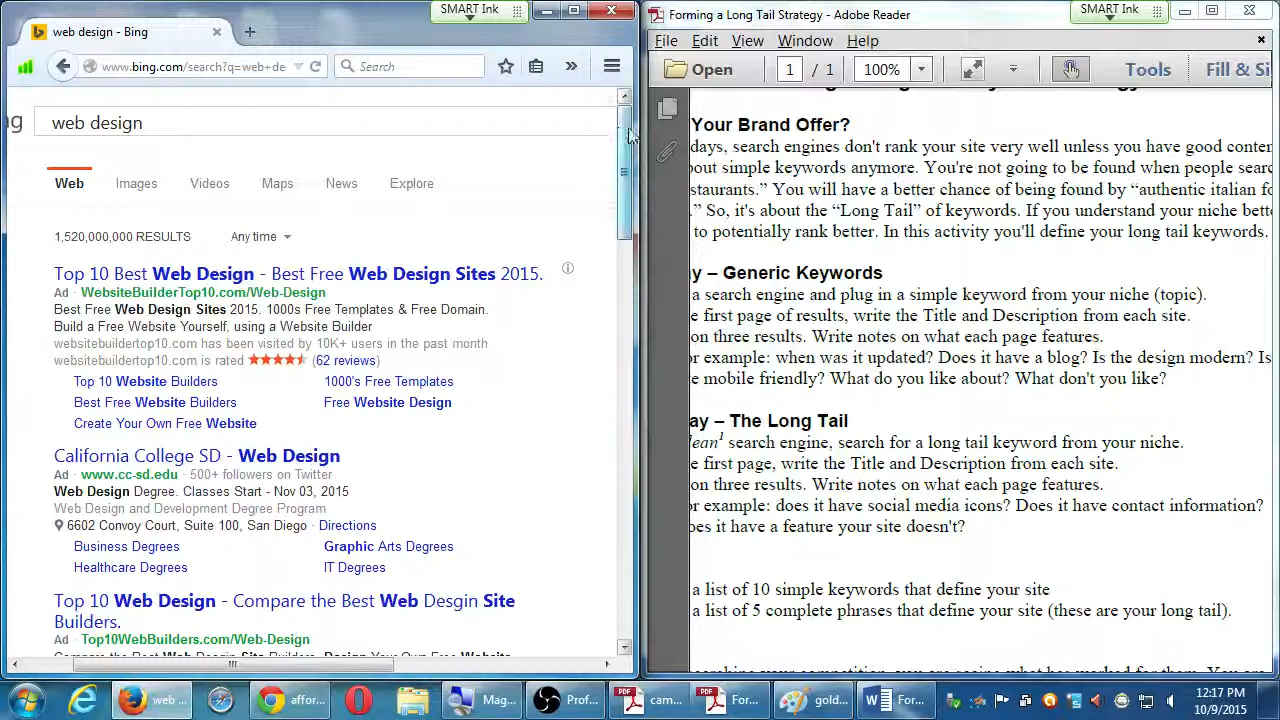 SMART Ink
web design - Bing
www.bing.com/search?q=web+de
Search
ng
web design
Web Images Videos Maps News Explore
1,520,000,000 RESULTS Any time
Top 10 Best Web Design - Best Free Web Design Sites 2015.
Ad · WebsiteBuilderTop10.com/Web-Design
Best Free Web Design Sites 2015. 1000s Free Templates & Free Domain.
Build a Free Website Yourself, using a Website Builder
websitebuildertop10.com has been visited by 10K+ users in the past month
websitebuildertop10.com is rated (62 reviews)
Top 10 Website Builders 1000's Free Templates
Best Free Website Builders Free Website Design
Create Your Own Free Website
California College SD - Web Design
Ad · www.cc-sd.edu · 500+ followers on Twitter
Web Design Degree. Classes Start - Nov 03, 2015
Web Design and Development Degree Program
6602 Convoy Court, Suite 100, San Diego · Directions
Business Degrees Graphic Arts Degrees
Healthcare Degrees IT Degrees
Top 10 Web Design - Compare the Best Web Desgin Site
Builders.
Ad · Top10WebBuilders.com/Web-Design
Compare the Best Web Desgin Site Builders. Design Your Own Free Website
Forming a Long Tail Strategy - Adobe Reader
SMART Ink
File Edit View Window Help
Open 1 / 1 100% Tools Fill & Si
Your Brand Offer?
days, search engines don't rank your site very well unless you have good conten
out simple keywords anymore. You're not going to be found when people searc
staurants.” You will have a better chance of being found by “authentic italian fo
.” So, it's about the “Long Tail” of keywords. If you understand your niche bett
to potentially rank better. In this activity you'll define your long tail keywords.
ay – Generic Keywords
a search engine and plug in a simple keyword from your niche (topic).
e first page of results, write the Title and Description from each site.
on three results. Write notes on what each page features.
or example: when was it updated? Does it have a blog? Is the design modern? Is
e mobile friendly? What do you like about? What don't you like?
ay – The Long Tail
lean1 search engine, search for a long tail keyword from your niche.
e first page, write the Title and Description from each site.
on three results. Write notes on what each page features.
or example: does it have social media icons? Does it have contact information?
oes it have a feature your site doesn't?
a list of 10 simple keywords that define your site
a list of 5 complete phrases that define your site (these are your long tail).
web ... affor... Mag... Prof... cam... For... gold... For...
12:17 PM
10/9/2015